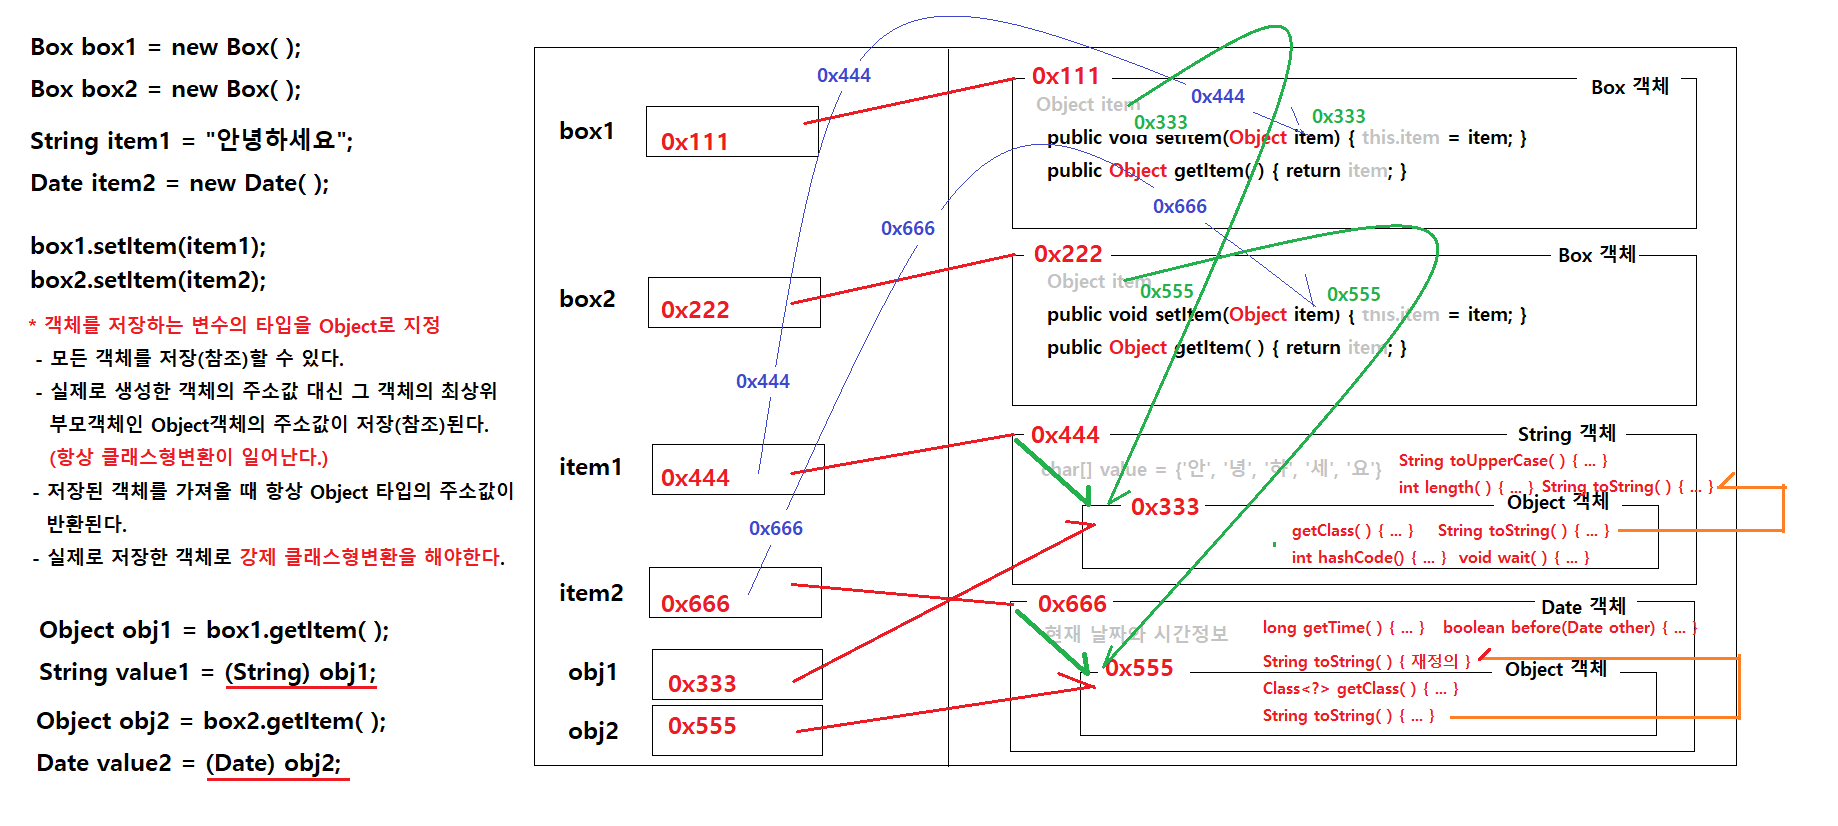 Box box1 = new Box( );
Box box2 = new Box( );
String item1 = "안녕하세요";
Date item2 = new Date( );
box1.setItem(item1);
box2.setItem(item2);
* 객체를 저장하는 변수의 타입을 Object로 지정
- 모든 객체를 저장(참조)할 수 있다.
- 실제로 생성한 객체의 주소값 대신 그 객체의 최상위
부모객체인 Object객체의 주소값이 저장(참조)된다.
(항상 클래스형변환이 일어난다.)
- 저장된 객체를 가져올 때 항상 Object 타입의 주소값이
반환된다.
- 실제로 저장한 객체로 강제 클래스형변환을 해야한다.
Object obj1 = box1.getItem( );
String value1 = (String) obj1;
Object obj2 = box2.getItem( );
Date value2 = (Date) obj2;
box1
0x111
box2
0x222
item1
0x444
item2
0x666
obj1
0x333
obj2
0x555
0x444
0x666
0x444
0x666
0x111
Box 객체
Object item
0x444
0x333
0x333
public void setItem(Object item) { this.item = item; }
public Object getItem( ) { return item; }
0x666
0x222
Box 객체
Object item
0x555
0x555
public void setItem(Object item) { this.item = item; }
public Object getItem( ) { return item; }
0x444
String 객체
char[] value = {'안', '녕', '하', '세', '요'}
String toUpperCase( ) { ... }
int length( ) { ... } String toString( ) { ... }
0x333
Object 객체
getClass( ) { ... } String toString( ) { ... }
int hashCode() { ... } void wait( ) { ... }
0x666
Date 객체
현재 날짜와 시간정보
long getTime( ) { ... } boolean before(Date other) { ... }
String toString( ) { 재정의 }
0x555
Object 객체
Class<?> getClass( ) { ... }
String toString( ) { ... }